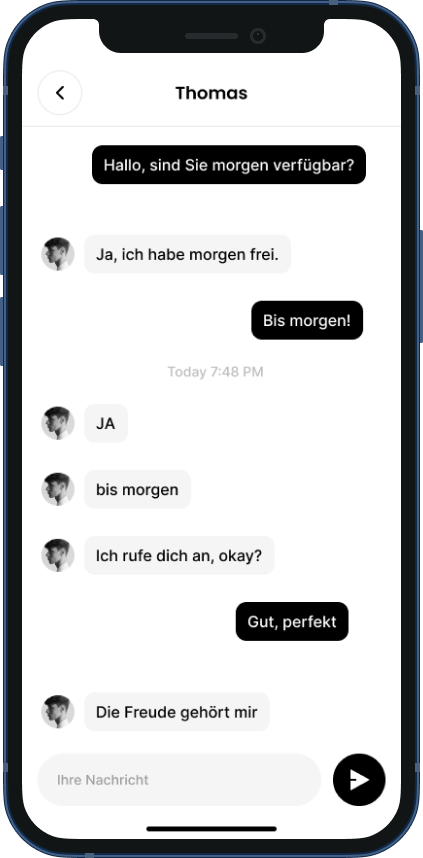 Thomas
Hallo, sind Sie morgen verfügbar?
Ja, ich habe morgen frei.
Bis morgen!
Today 7:48 PM
JA
bis morgen
Ich rufe dich an, okay?
Gut, perfekt
Die Freude gehört mir
Ihre Nachricht